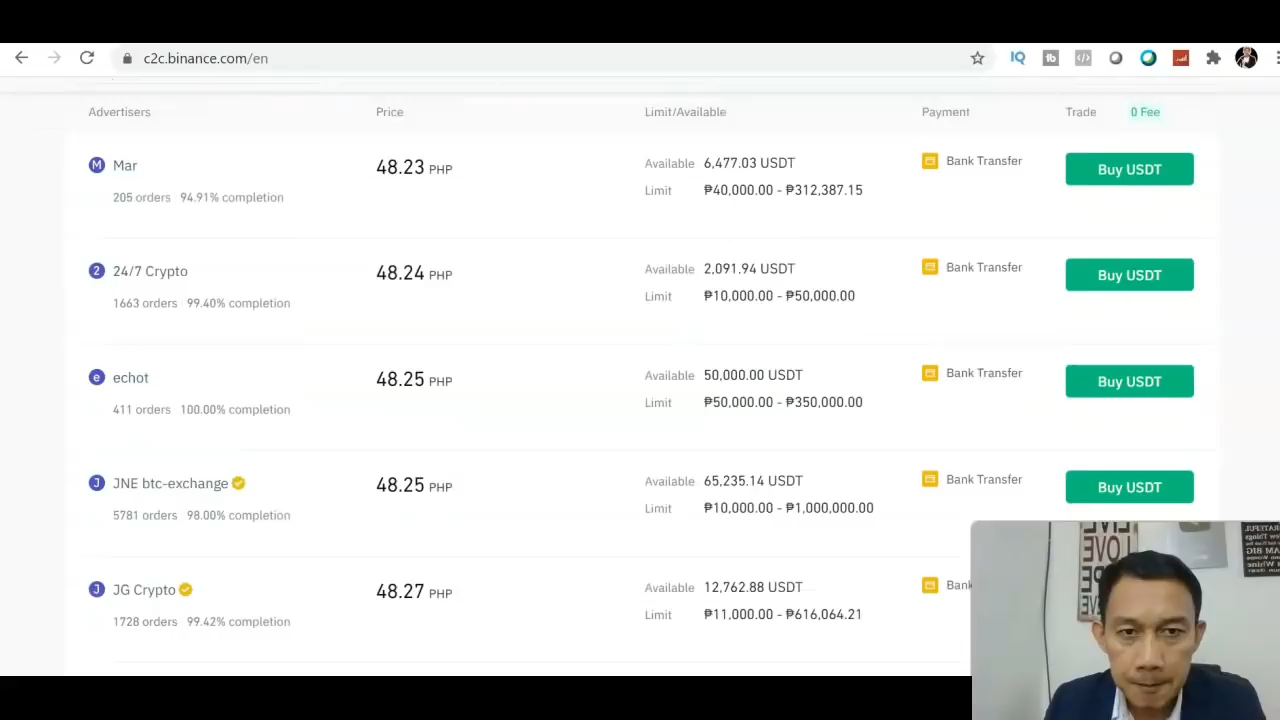 c2c.binance.com/en
Advertisers Price Limit/Available Payment Trade 0 Fee
M Mar 48.23 PHP Available 6,477.03 USDT Bank Transfer Buy USDT
205 orders 94.91% completion Limit ₱40,000.00 - ₱312,387.15
2 24/7 Crypto 48.24 PHP Available 2,091.94 USDT Bank Transfer Buy USDT
1663 orders 99.40% completion Limit ₱10,000.00 - ₱50,000.00
e echot 48.25 PHP Available 50,000.00 USDT Bank Transfer Buy USDT
411 orders 100.00% completion Limit ₱50,000.00 - ₱350,000.00
J JNE btc-exchange 48.25 PHP Available 65,235.14 USDT Bank Transfer Buy USDT
5781 orders 98.00% completion Limit ₱10,000.00 - ₱1,000,000.00
J JG Crypto 48.27 PHP Available 12,762.88 USDT Bank
1728 orders 99.42% completion Limit ₱11,000.00 - ₱616,064.21
LOVE